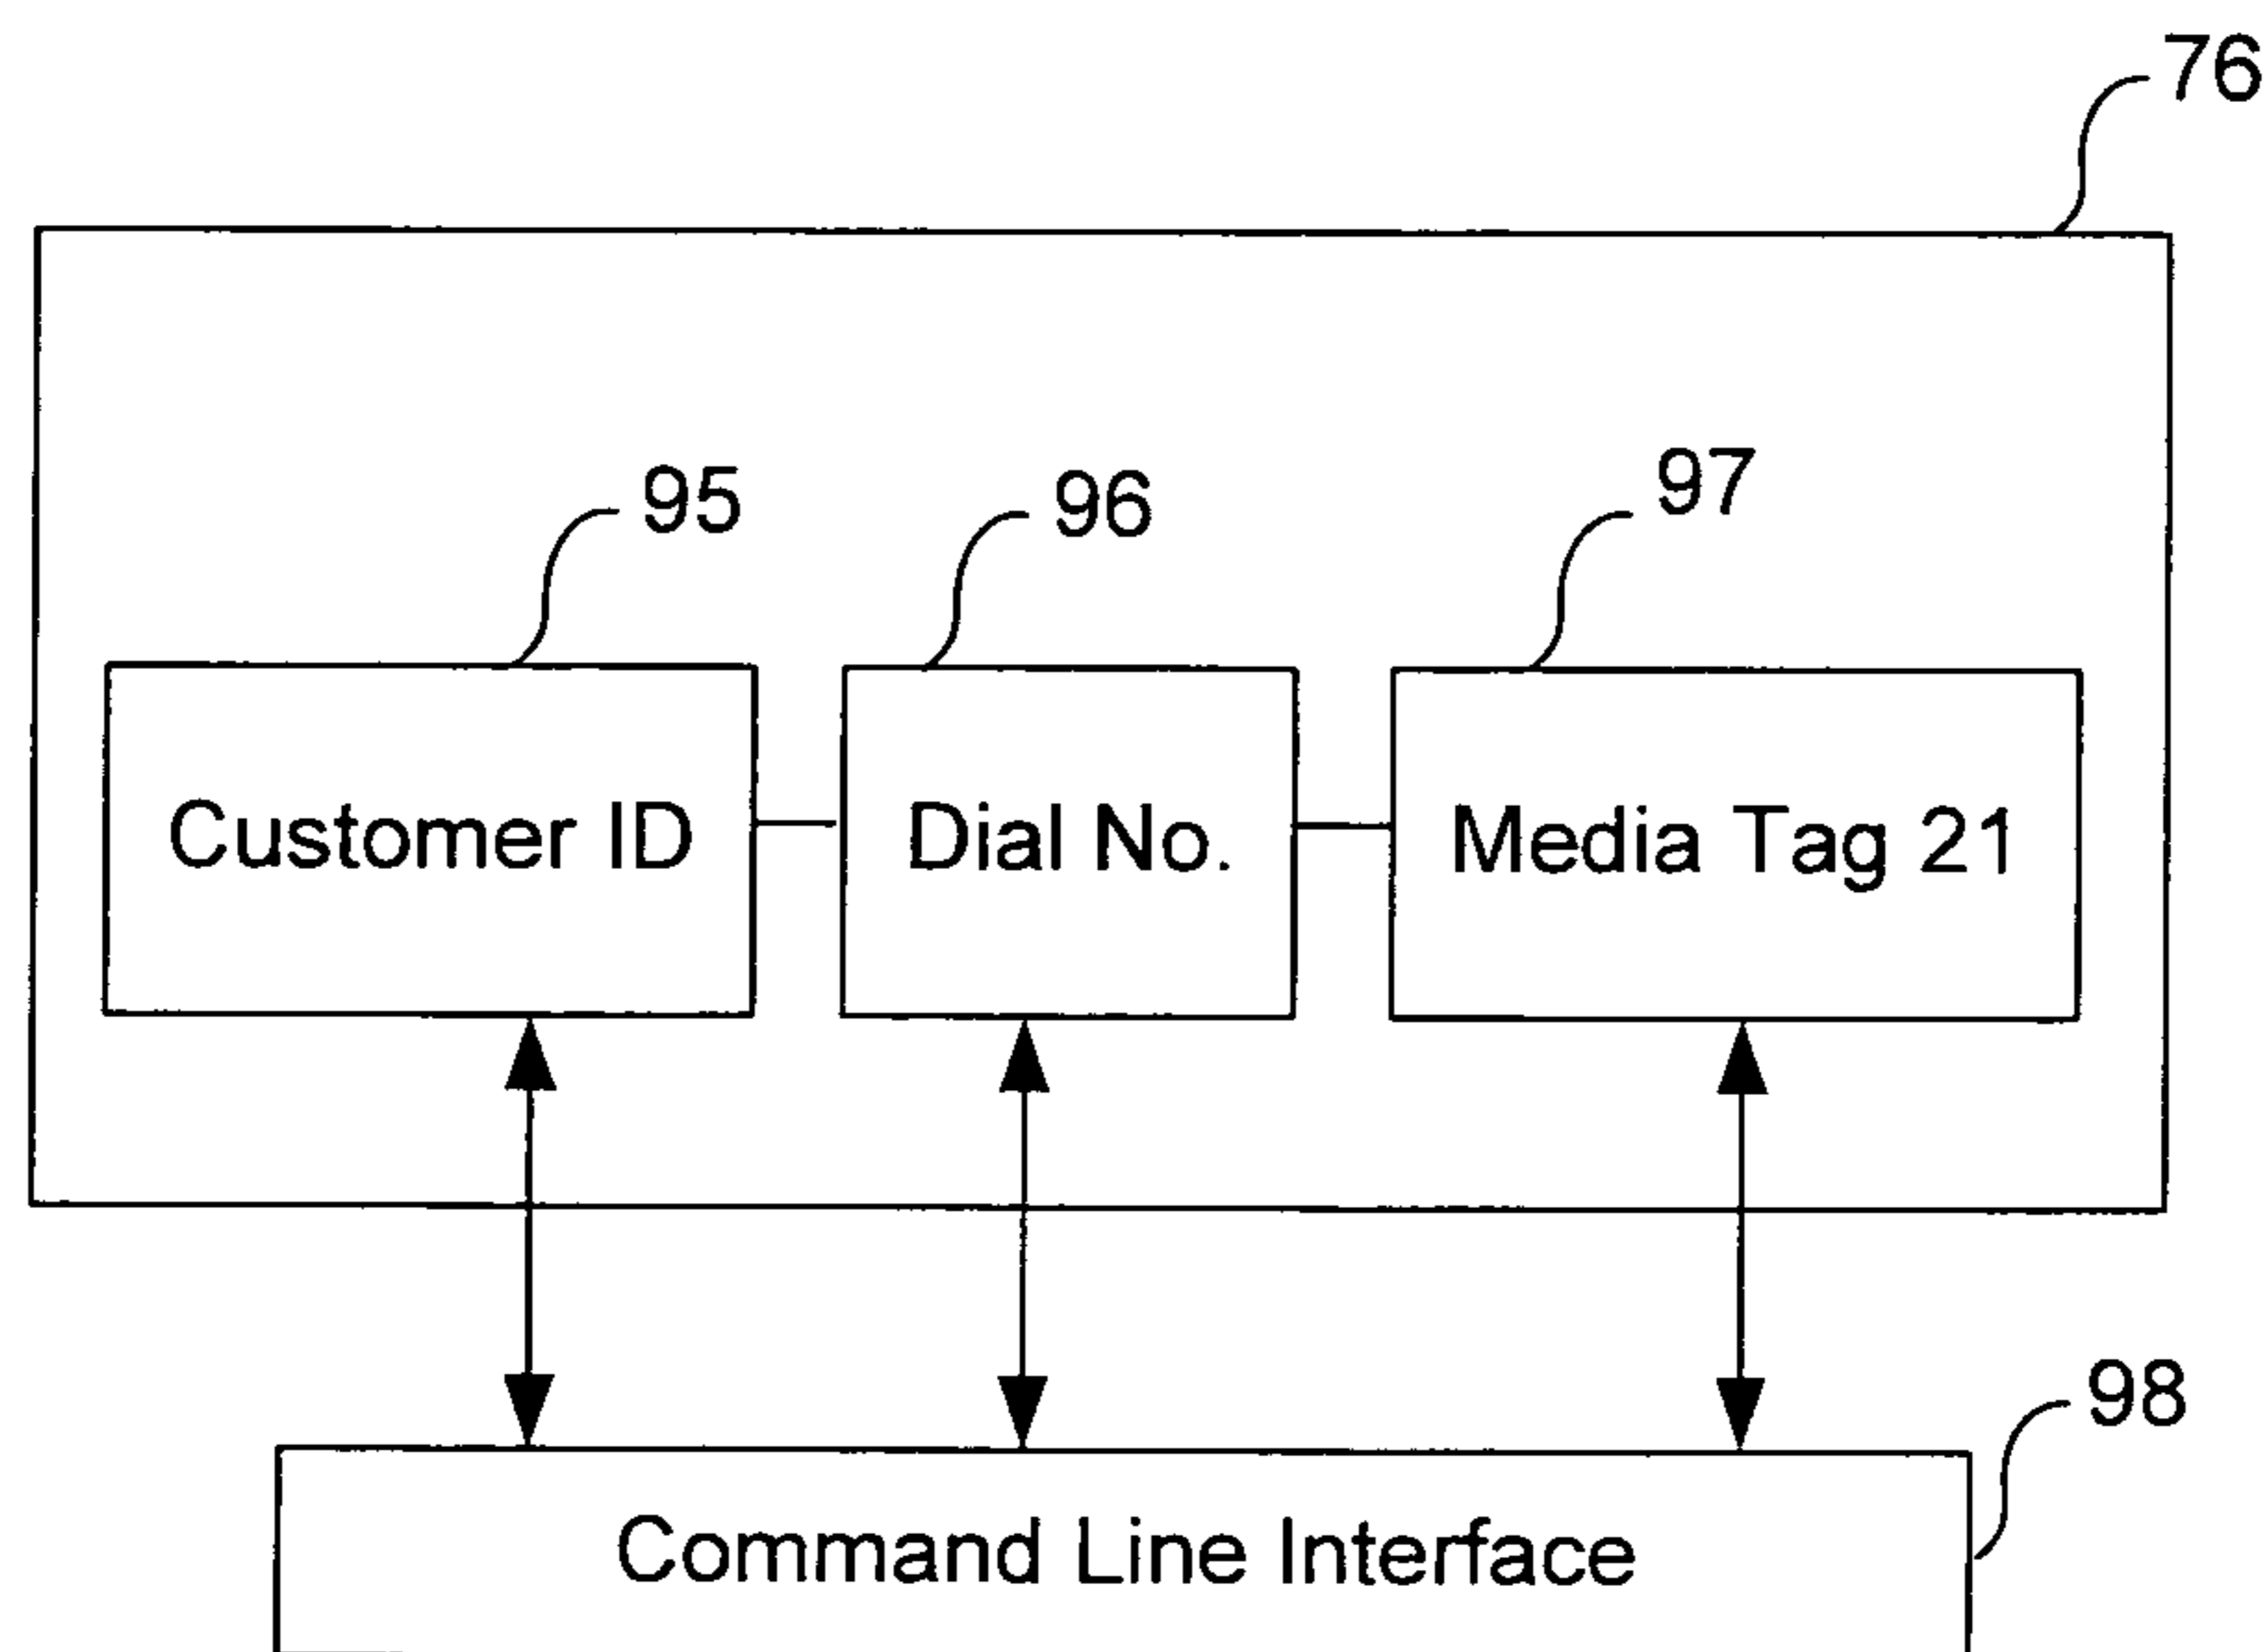 76
95
96
97
Customer ID
Dial No.
Media Tag 21
98
Command Line Interface